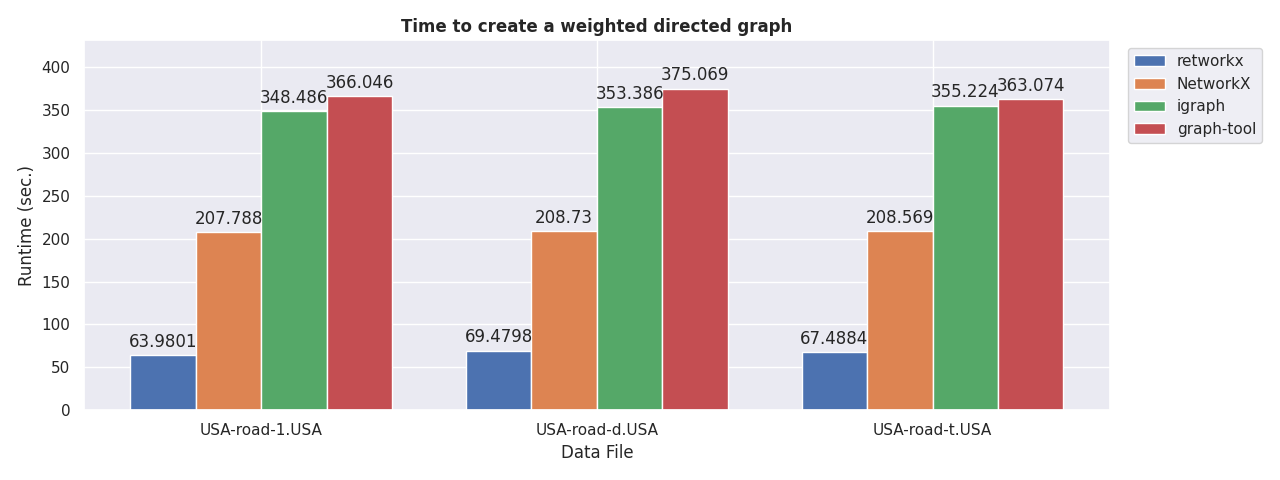 Time to create a weighted directed graph
retworkx
NetworkX
igraph
graph-tool
Runtime (sec.)
400
350
300
250
200
150
100
50
0
63.9801
207.788
348.486
366.046
69.4798
208.73
353.386
375.069
67.4884
208.569
355.224
363.074
USA-road-1.USA
USA-road-d.USA
USA-road-t.USA
Data File